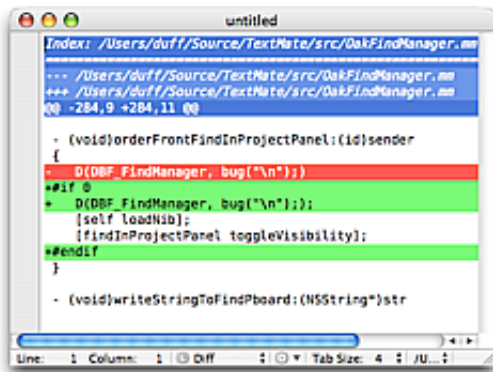 untitled
Index: /Users/duff/Source/TextMate/src/OakFindManager.mm
===================================================================
--- /Users/duff/Source/TextMate/src/OakFindManager.mm
+++ /Users/duff/Source/TextMate/src/OakFindManager.mm
@@ -284,9 +284,11 @@
- (void)orderFrontFindInProjectPanel:(id)sender
{
-   D(DBF_FindManager, bug("\n");)
+#if 0
+   D(DBF_FindManager, bug("\n"););
[self loadNib];
[findInProjectPanel toggleVisibility];
+#endif
}
- (void)writeStringToFindPboard:(NSString*)str
Line: 1 Column: 1 Diff Tab Size: 4 /U...